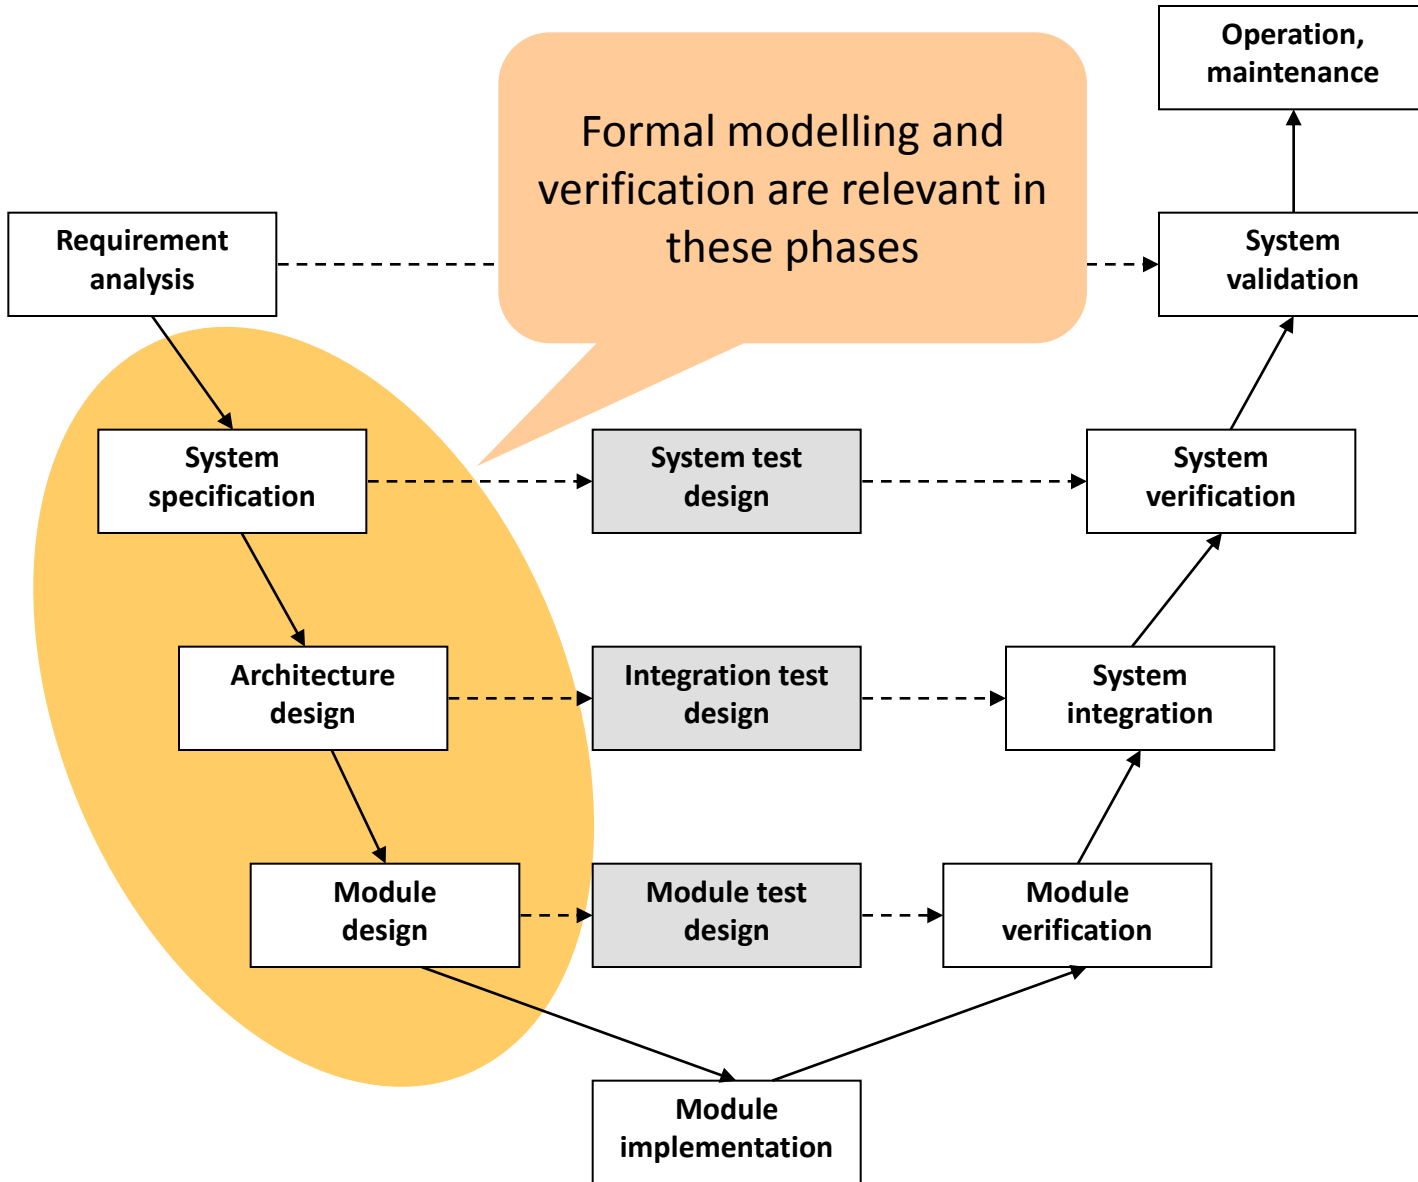 Operation,
maintenance
Formal modelling and
verification are relevant in
these phases
Requirement
analysis
System
validation
System
specification
System test
design
System
verification
Architecture
design
Integration test
design
System
integration
Module
design
Module test
design
Module
verification
Module
implementation